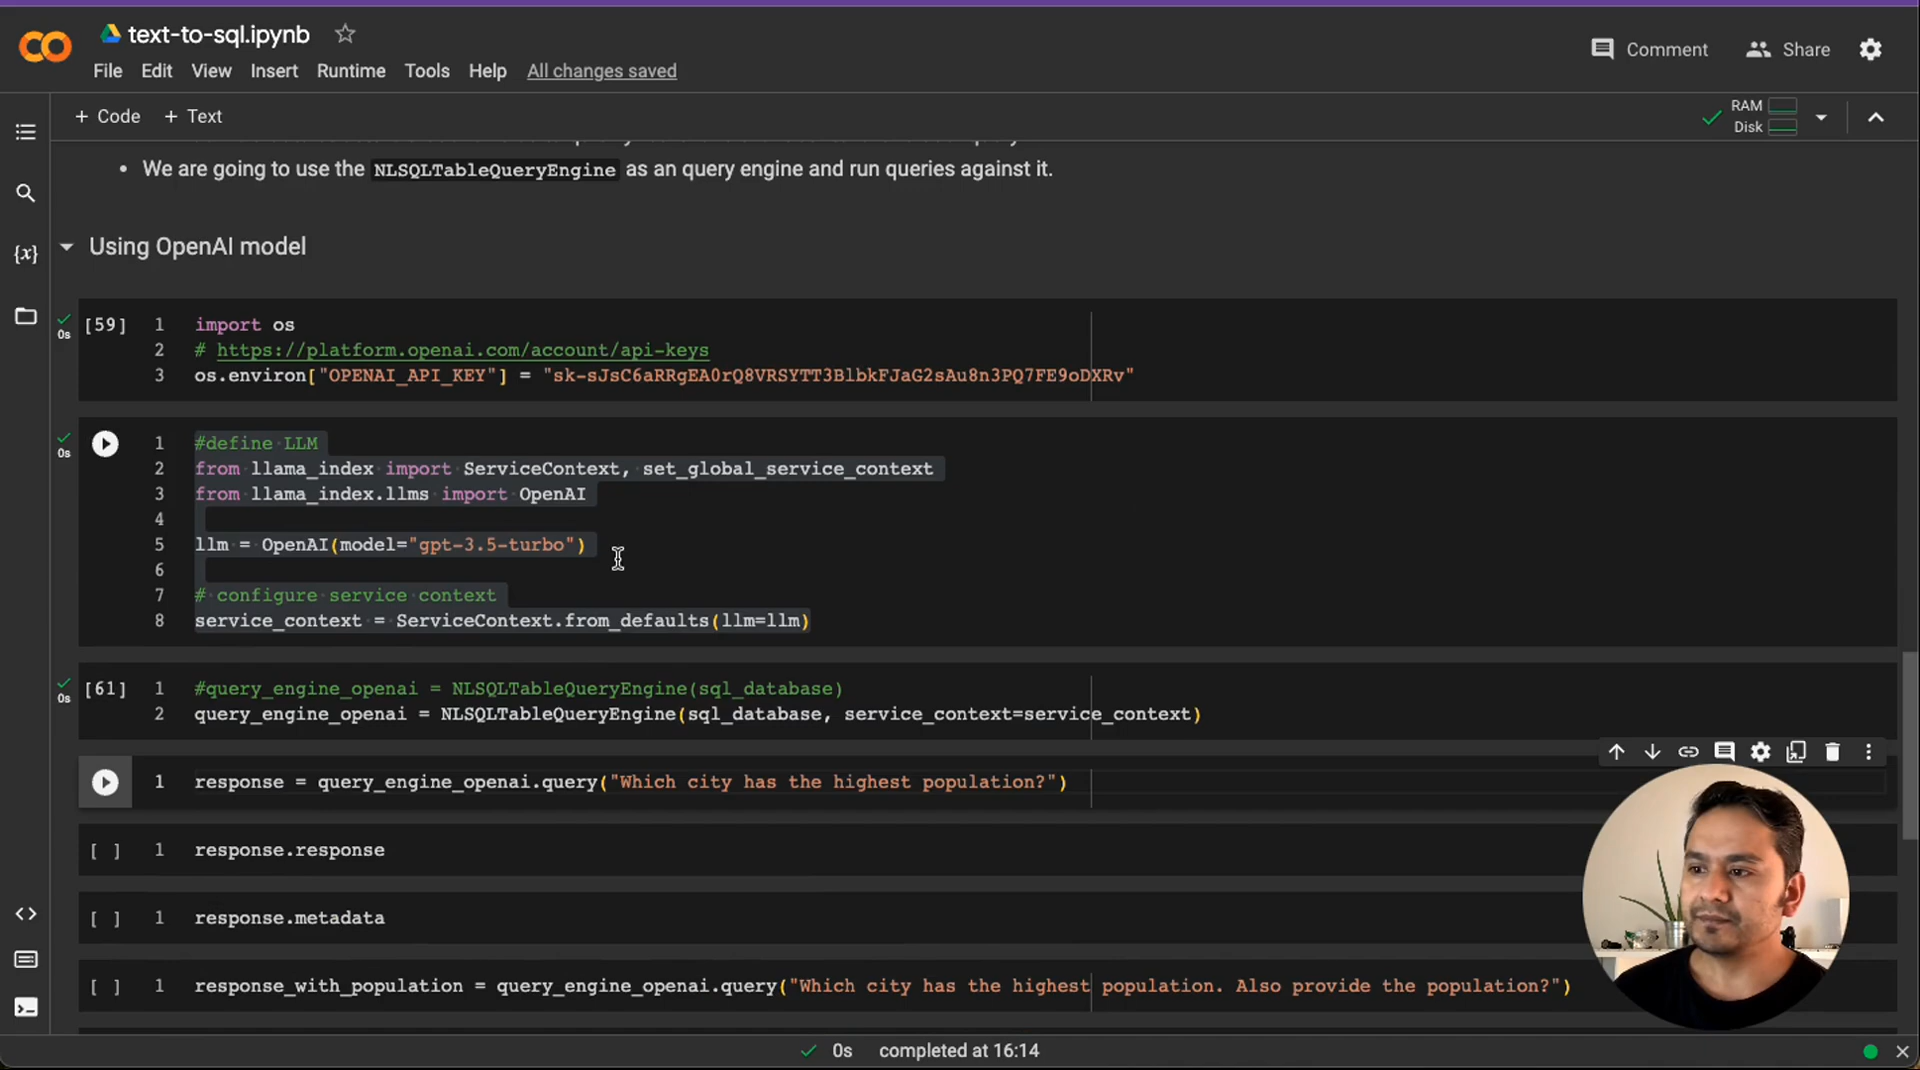 text-to-sql.ipynb
Comment
Share
File Edit View Insert Runtime Tools Help All changes saved
+ Code + Text
RAM
Disk
• We are going to use the NLSQLTableQueryEngine as an query engine and run queries against it.
Using OpenAI model
0s
[59]
1 import os
2 # https://platform.openai.com/account/api-keys
3 os.environ["OPENAI_API_KEY"] = "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"
0s
1 #define LLM
2 from llama_index import ServiceContext, set_global_service_context
3 from llama_index.llms import OpenAI
4
5 llm = OpenAI(model="gpt-3.5-turbo")
6
7 # configure service context
8 service_context = ServiceContext.from_defaults(llm=llm)
0s
[61]
1 #query_engine_openai = NLSQLTableQueryEngine(sql_database)
2 query_engine_openai = NLSQLTableQueryEngine(sql_database, service_context=service_context)
1 response = query_engine_openai.query("Which city has the highest population?")
[ ] 1 response.response
[ ] 1 response.metadata
[ ] 1 response_with_population = query_engine_openai.query("Which city has the highest population. Also provide the population?")
0s completed at 16:14